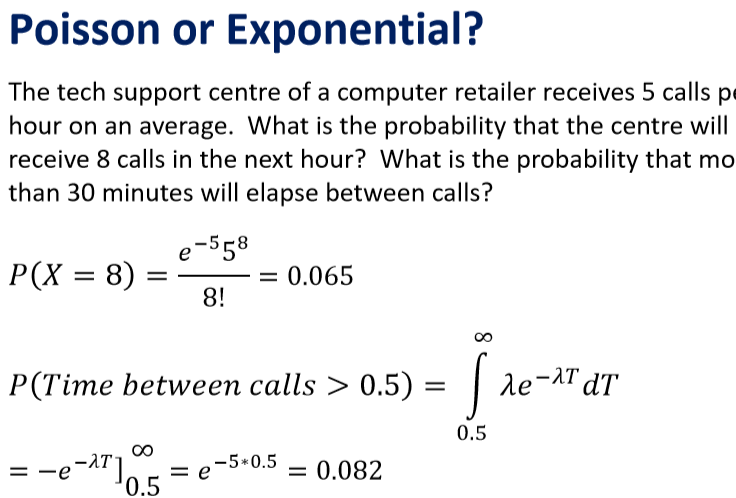 Poisson or Exponential?
The tech support centre of a computer retailer receives 5 calls pe
hour on an average. What is the probability that the centre will
receive 8 calls in the next hour? What is the probability that mo
than 30 minutes will elapse between calls?
P(X = 8) = e^{-5}5^{8} / 8! = 0.065
P(Time between calls > 0.5) = ∫_{0.5}^{∞} λe^{-λT} dT
= −e^{-λT}]_{0.5}^{∞} = e^{-5*0.5} = 0.082